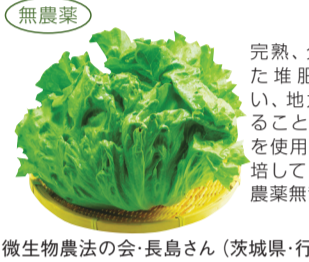 無農薬
完熟、
た堆肥
い、地
ること
を使用
培して
農薬無
微生物農法の会・長島さん（茨城県・行